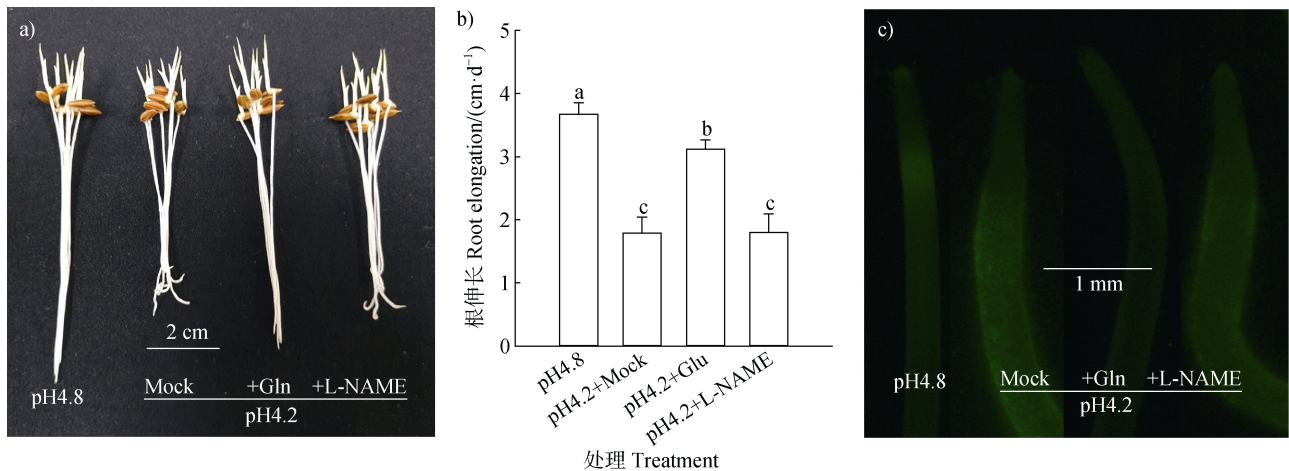 a)
2 cm
pH4.8
Mock +Gln +L-NAME
pH4.2
b)
根伸长 Root elongation/(cm·d⁻¹)
5
4
3
2
1
0
a
c
b
c
pH4.8
pH4.2+Mock
pH4.2+Glu
pH4.2+L-NAME
处理 Treatment
c)
1 mm
pH4.8
Mock +Gln +L-NAME
pH4.2